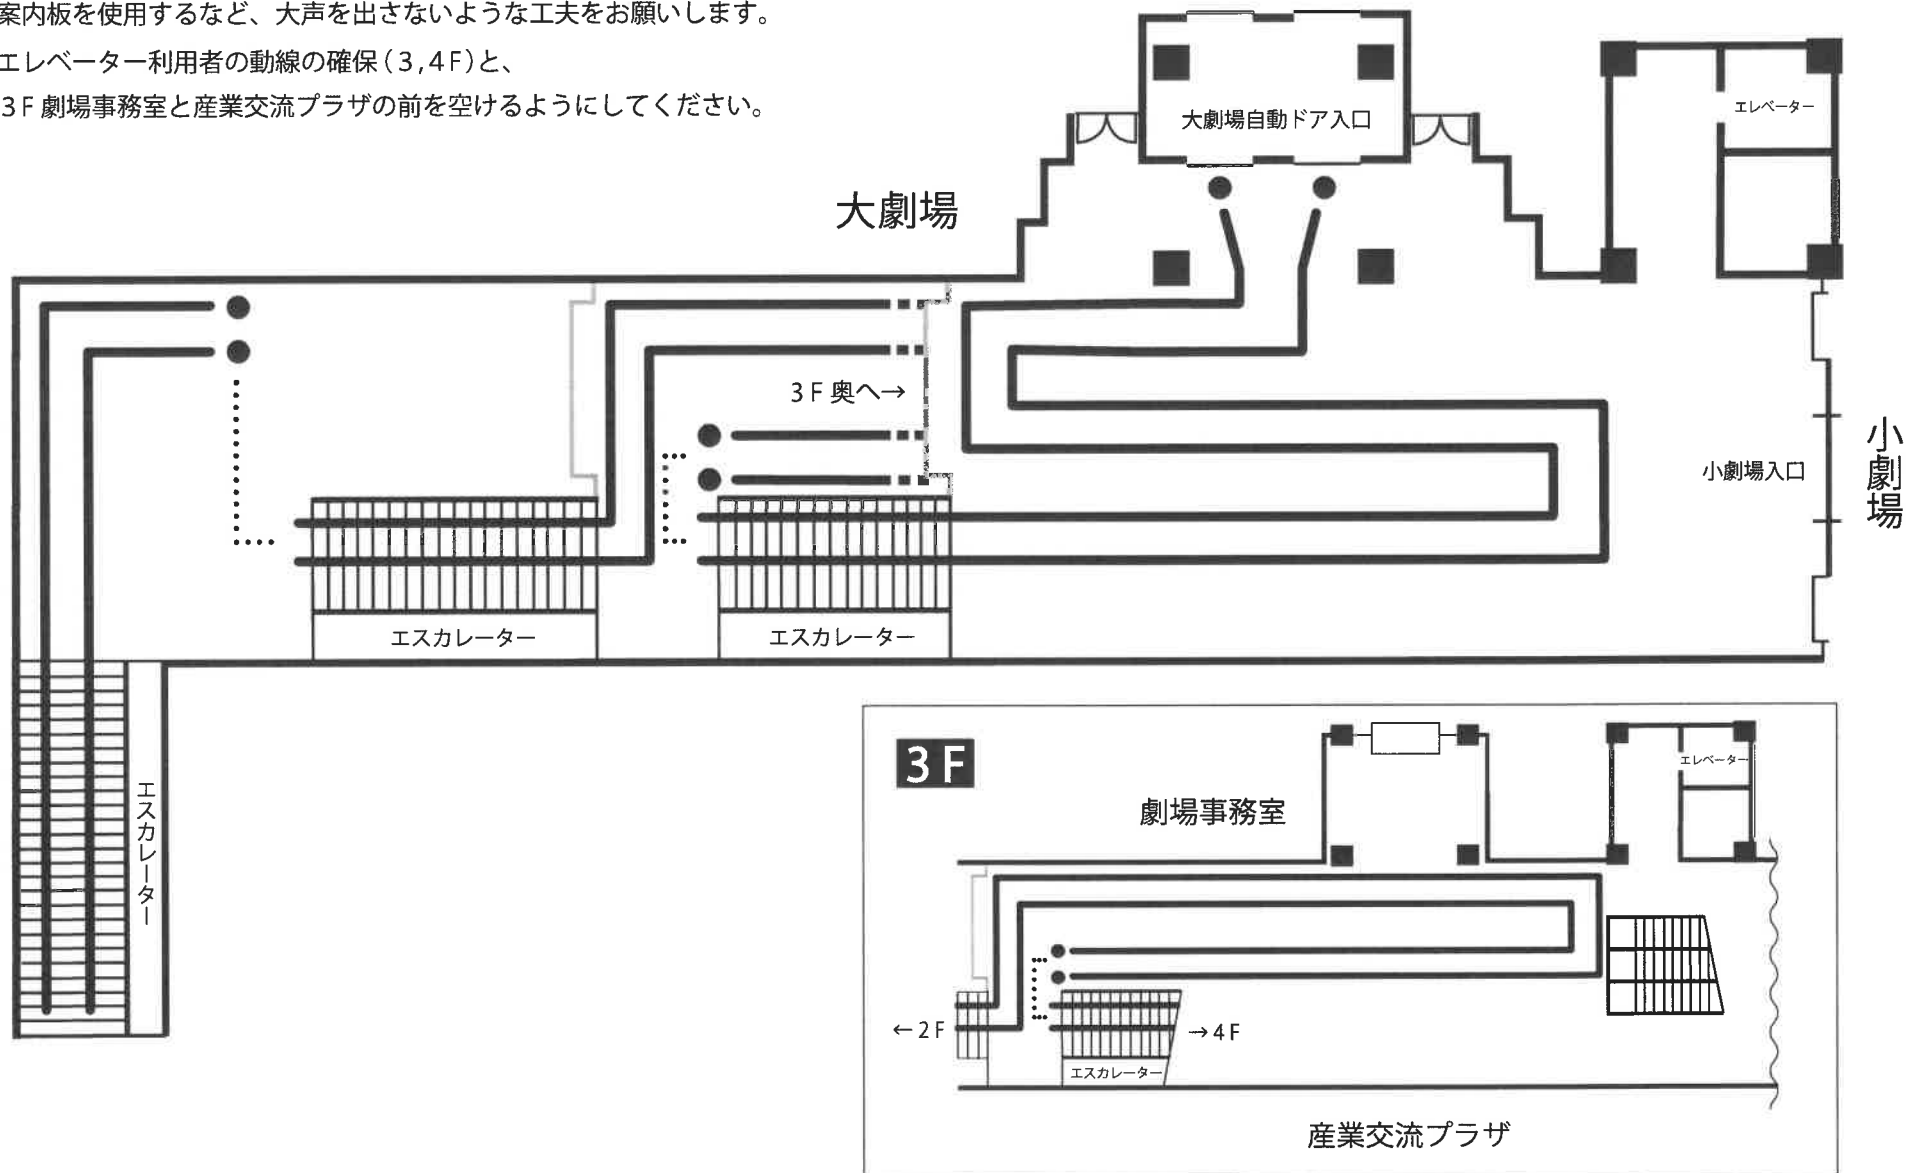 案内板を使用するなど、大声を出さないような工夫をお願いします。
エレベーター利用者の動線の確保(3,4F)と、
3F劇場事務室と産業交流プラザの前を空けるようにしてください。
大劇場自動ドア入口
エレベーター
大劇場
3F奥へ→
小劇場入口
小劇場
エスカレーター
エスカレーター
エスカレーター
3F
エレベーター
劇場事務室
←2F
→4F
エスカレーター
産業交流プラザ